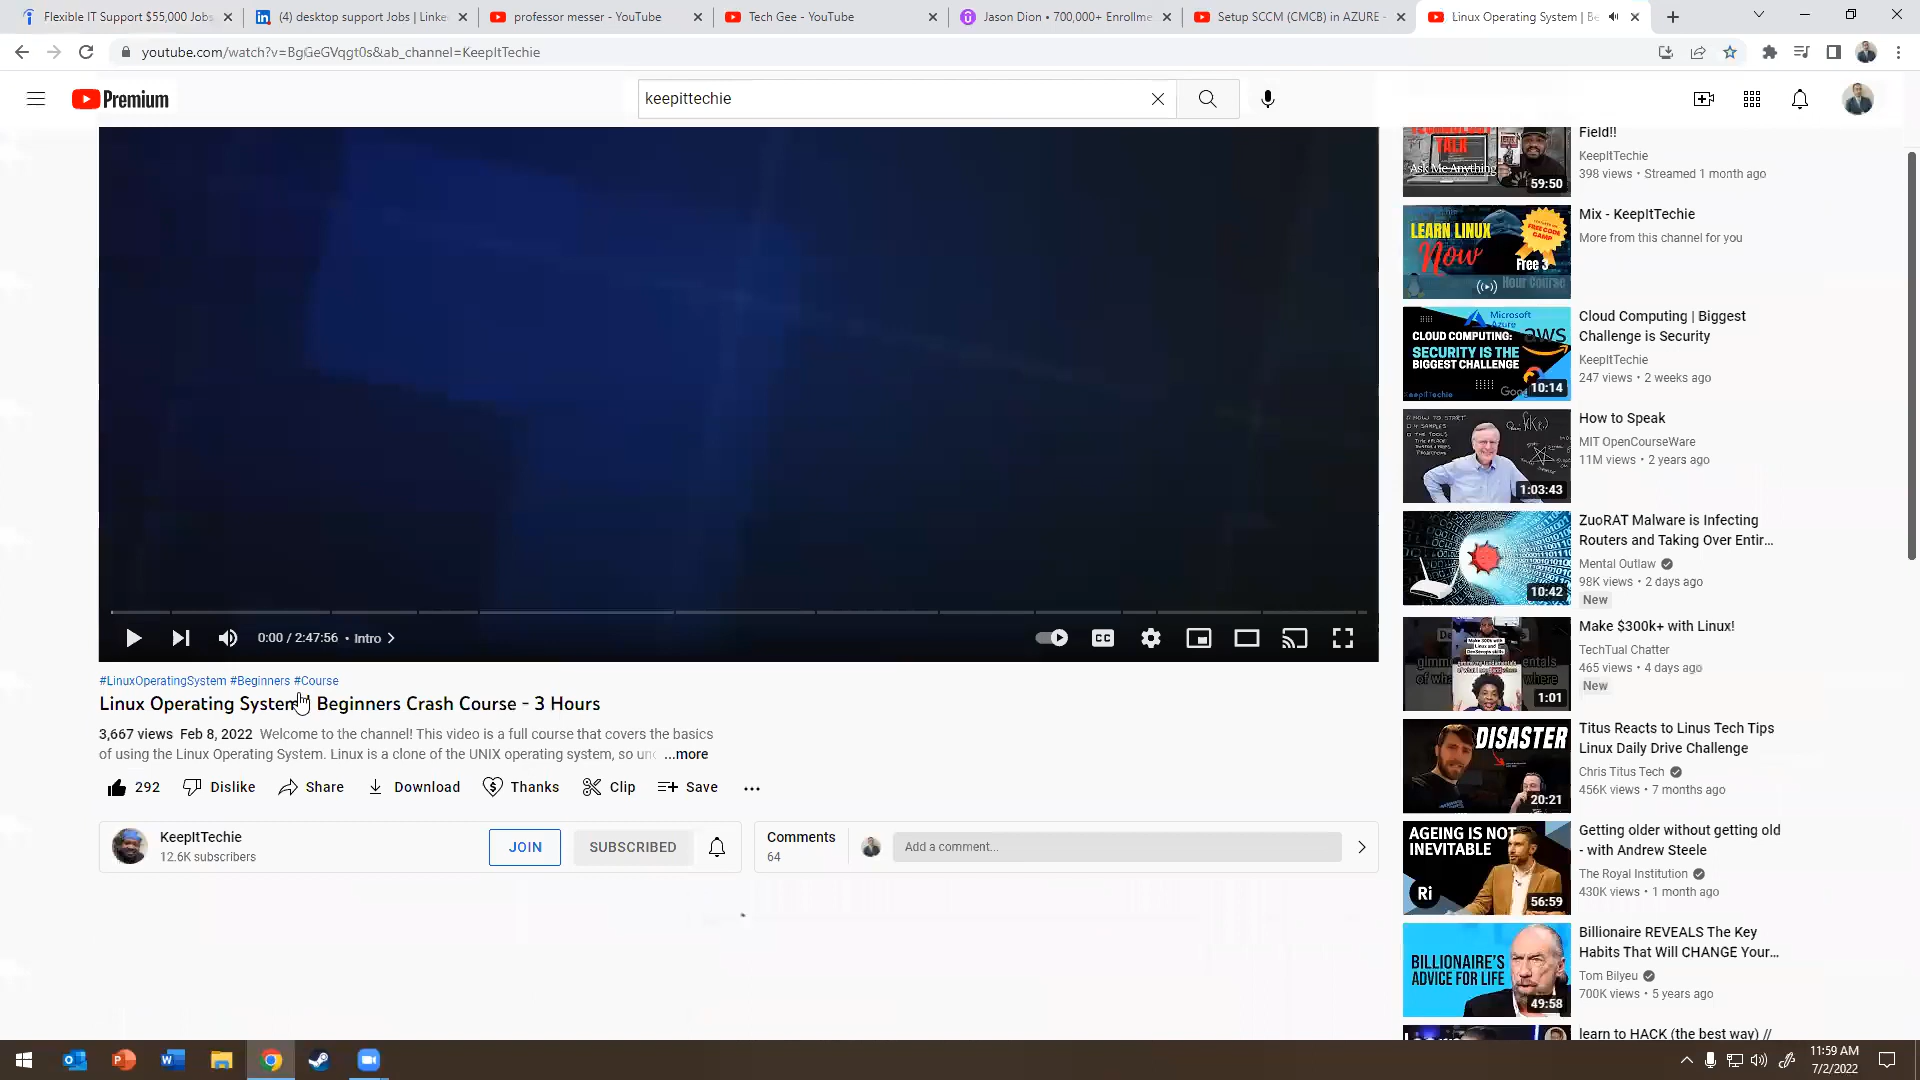 Flexible IT Support $55,000 Jobs
(4) desktop support Jobs | Linke
professor messer - YouTube
Tech Gee - YouTube
Jason Dion • 700,000+ Enrollme
Setup SCCM (CMCB) in AZURE -
Linux Operating System | Be
youtube.com/watch?v=BgGeGVqgt0s&ab_channel=KeepItTechie
Premium
keepittechie
0:00 / 2:47:56 • Intro
CC
#LinuxOperatingSystem #Beginners #Course
Linux Operating System Beginners Crash Course - 3 Hours
3,667 views Feb 8, 2022 Welcome to the channel! This video is a full course that covers the basics
of using the Linux Operating System. Linux is a clone of the UNIX operating system, so ...more
292
Dislike
Share
Download
Thanks
Clip
Save
KeepItTechie
12.6K subscribers
JOIN
SUBSCRIBED
Comments
64
Add a comment...
TALK
Ask Me Anything
59:50
Field!!
KeepItTechie
398 views • Streamed 1 month ago
LEARN LINUX
Now
FREE CODE
CAMP
Free 3
Hour Course
Mix - KeepItTechie
More from this channel for you
Microsoft
Azure
aws
CLOUD COMPUTING:
SECURITY IS THE
BIGGEST CHALLENGE
KeepItTechie
10:14
Cloud Computing | Biggest
Challenge is Security
KeepItTechie
247 views • 2 weeks ago
1:03:43
How to Speak
MIT OpenCourseWare
11M views • 2 years ago
10:42
ZuoRAT Malware is Infecting
Routers and Taking Over Entir...
Mental Outlaw
98K views • 2 days ago
New
1:01
Make $300k+ with Linux!
TechTual Chatter
465 views • 4 days ago
New
DISASTER
20:21
Titus Reacts to Linus Tech Tips
Linux Daily Drive Challenge
Chris Titus Tech
456K views • 7 months ago
AGEING IS NOT
INEVITABLE
Ri
56:59
Getting older without getting old
- with Andrew Steele
The Royal Institution
430K views • 1 month ago
BILLIONAIRE'S
ADVICE FOR LIFE
49:58
Billionaire REVEALS The Key
Habits That Will CHANGE Your...
Tom Bilyeu
700K views • 5 years ago
learn to HACK (the best way) //
11:59 AM
7/2/2022